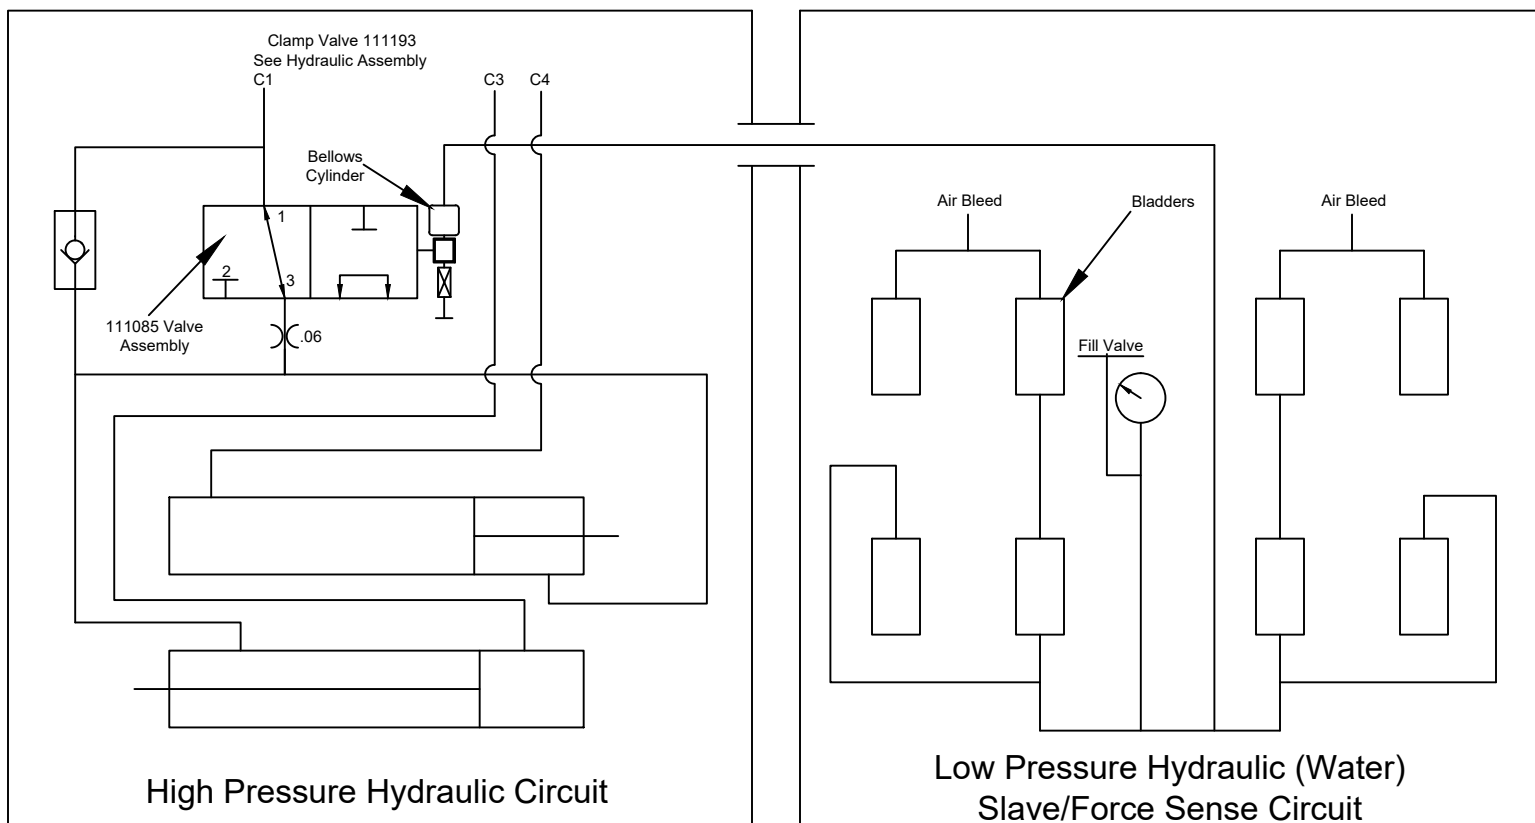 Clamp Valve 111193
See Hydraulic Assembly
C1
C3
C4
Bellows
Cylinder
1
2
3
111085 Valve
Assembly
.06
High Pressure Hydraulic Circuit
Air Bleed
Bladders
Air Bleed
Fill Valve
Low Pressure Hydraulic (Water)
Slave/Force Sense Circuit